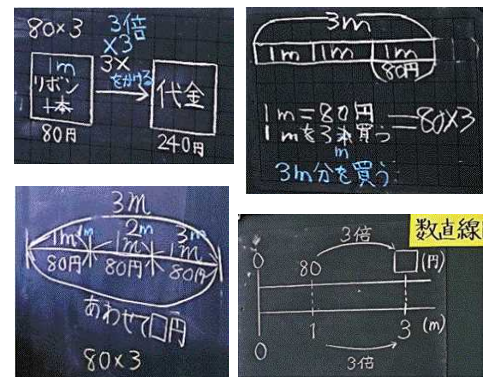 80×3
3倍
×3
3×
をかける
1m
リボン
1本
80円
代金
240円
3m
1m 1m 1m
80円
1m=80円
1mを3本買う
=80×3
m
3m分を買う
3m
1m 2m 3m
1m 1m
80円 80円 80円
あわせて□円
80×3
数直線
3倍
0 80 □(円)
0 1 3 (m)
3倍